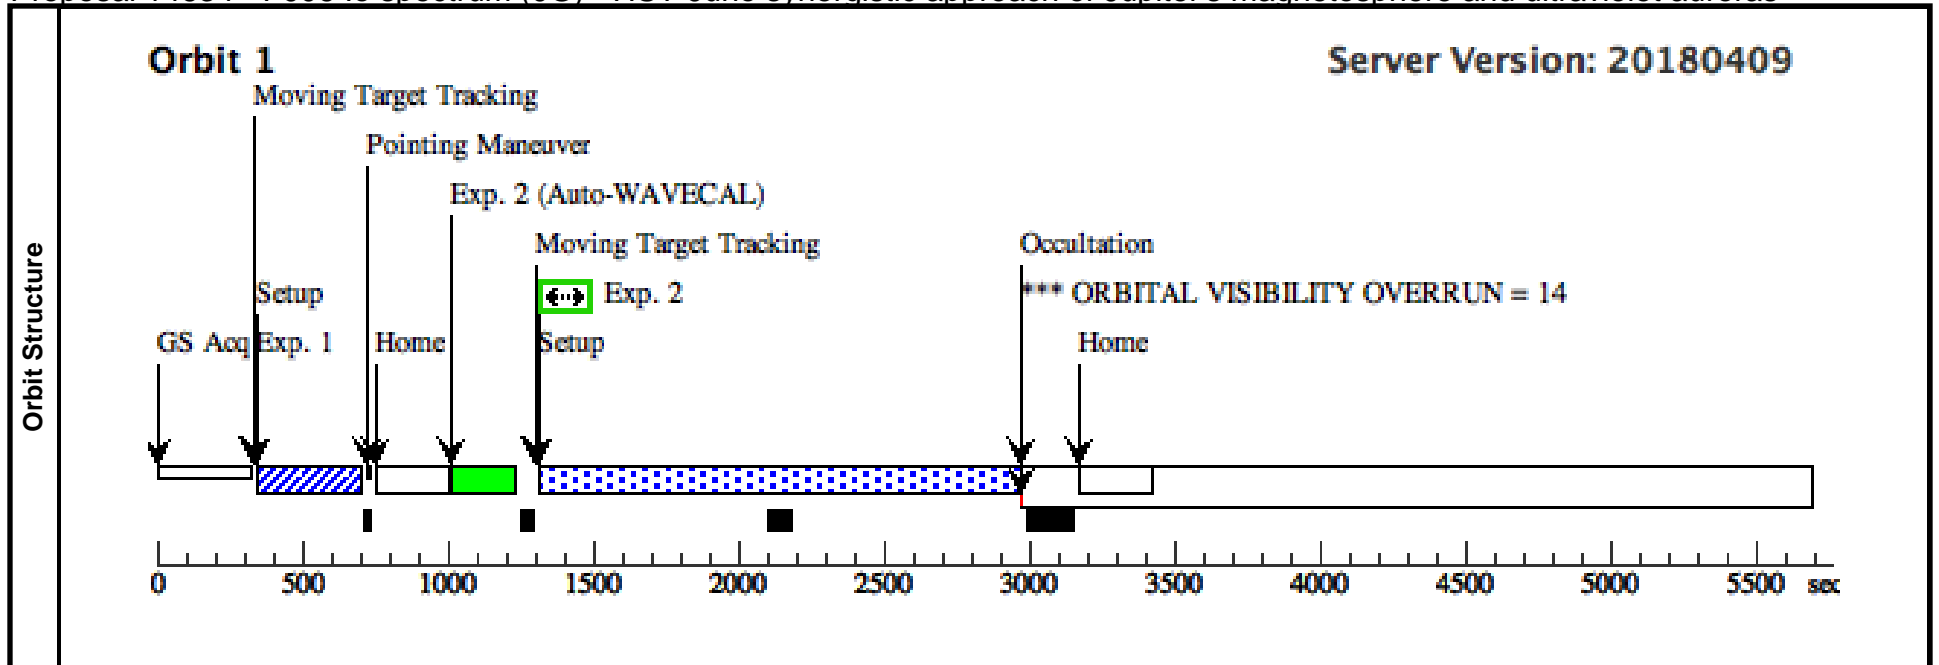 Orbit 1
Server Version: 20180409
Moving Target Tracking
Pointing Maneuver
Exp. 2 (Auto-WAVECAL)
Moving Target Tracking
Occultation
Setup
Exp. 2
*** ORBITAL VISIBILITY OVERRUN = 14
GS Acq
Exp. 1
Home
Setup
Home
Orbit Structure
0 500 1000 1500 2000 2500 3000 3500 4000 4500 5000 5500 sec